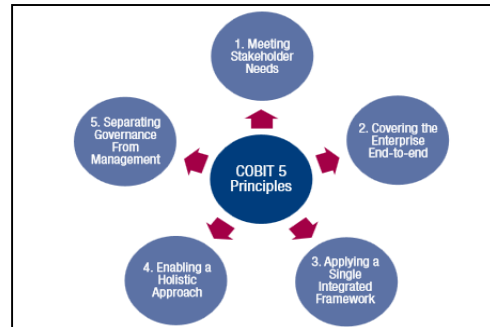 1. Meeting
Stakeholder
Needs
5. Separating
Governance
From
Management
2. Covering the
Enterprise
End-to-end
COBIT 5
Principles
4. Enabling a
Holistic
Approach
3. Applying a
Single
Integrated
Framework